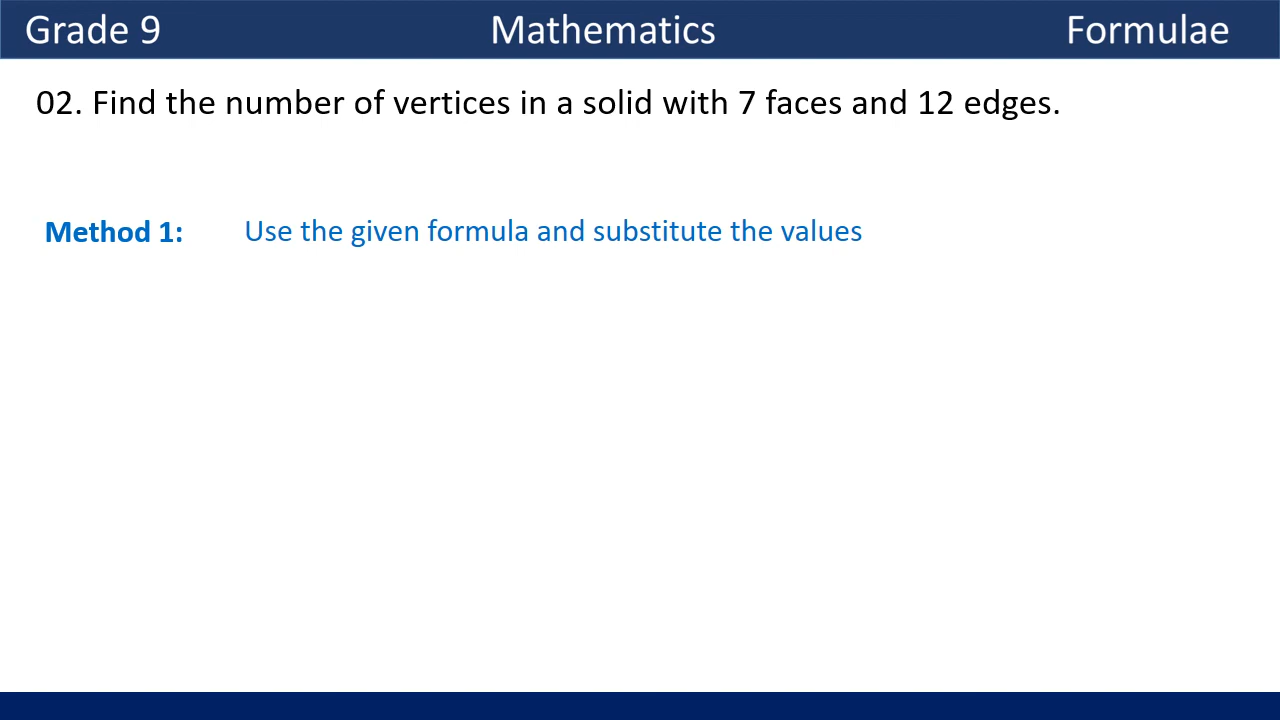 Grade 9 Mathematics Formulae
02. Find the number of vertices in a solid with 7 faces and 12 edges.
Method 1: Use the given formula and substitute the values